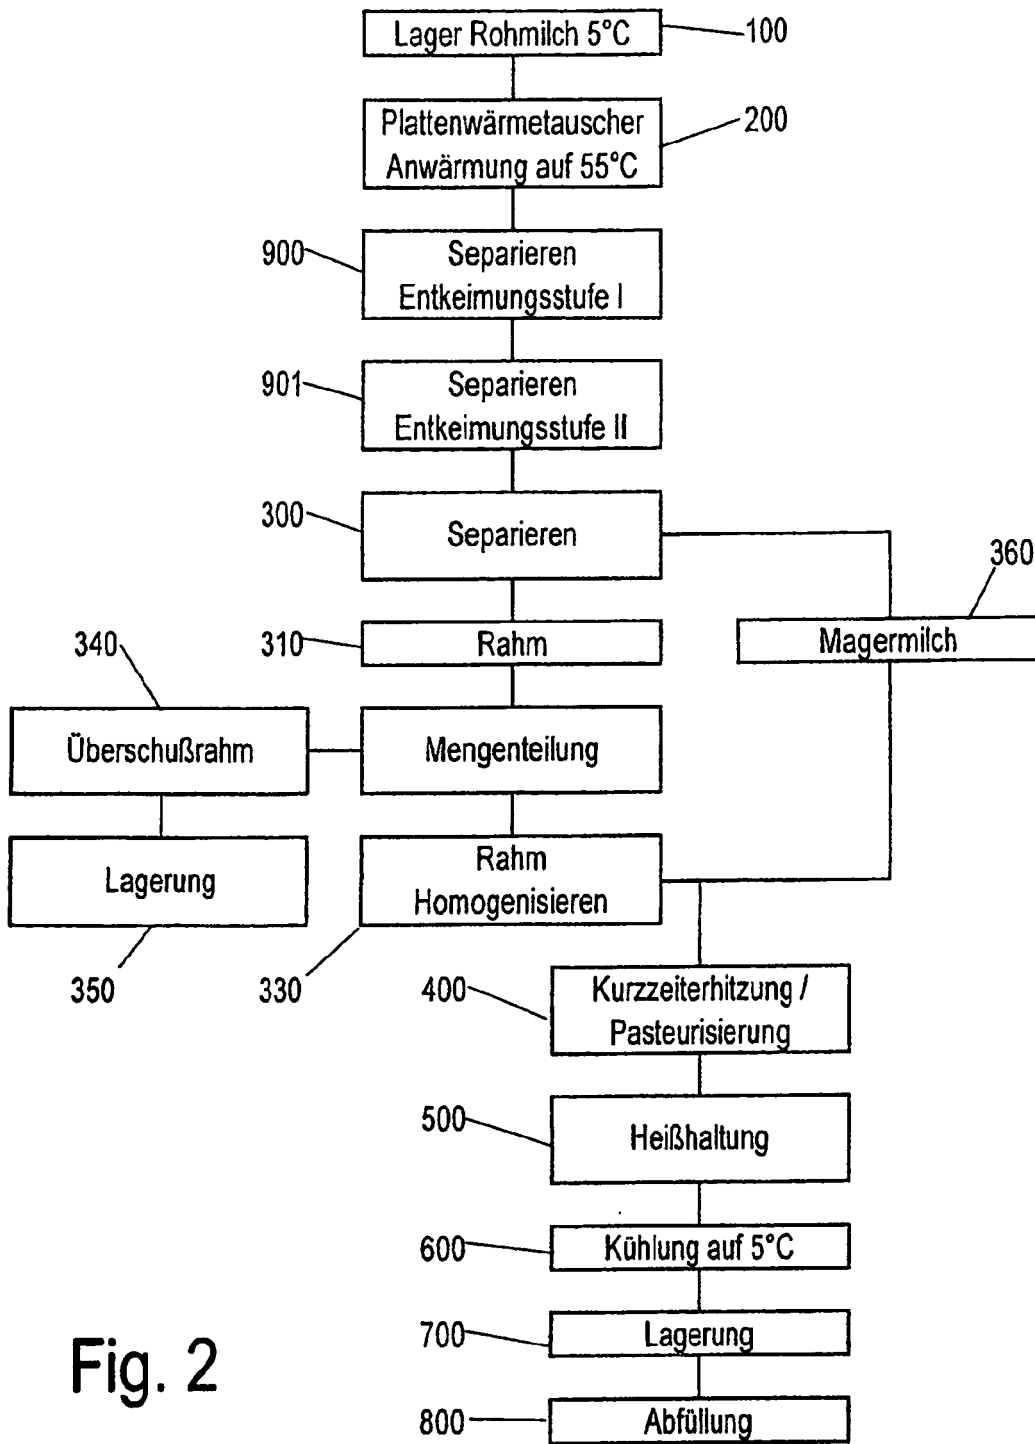 Lager Rohmilch 5°C
100
Plattenwärmetauscher
Anwärmung auf 55°C
200
900
Separieren
Entkeimungsstufe I
901
Separieren
Entkeimungsstufe II
300
Separieren
360
310
Rahm
Magermilch
340
Überschußrahm
Mengenteilung
Lagerung
Rahm
Homogenisieren
350
330
400
Kurzzeiterhitzung /
Pasteurisierung
500
Heißhaltung
600
Kühlung auf 5°C
700
Lagerung
800
Abfüllung
Fig. 2